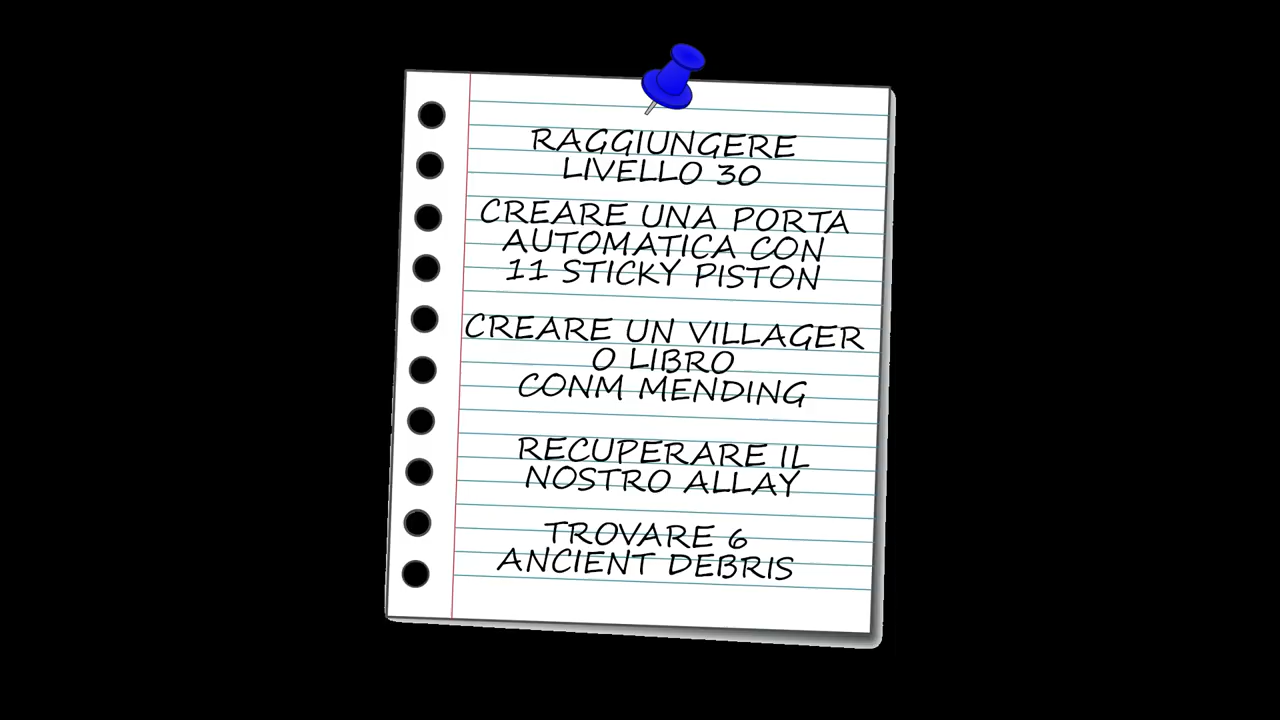 RAGGIUNGERE
LIVELLO 30
CREARE UNA PORTA
AUTOMATICA CON
11 STICKY PISTON
CREARE UN VILLAGER
O LIBRO
CONM MENDING
RECUPERARE IL
NOSTRO ALLAY
TROVARE 6
ANCIENT DEBRIS